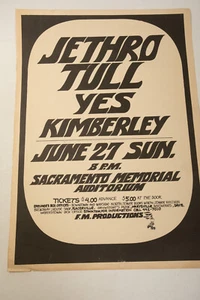 JETHRO
TULL
YES
KIMBERLEY
JUNE 27 SUN.
8 P.M.
SACRAMENTO MEMORIAL
AUDITORIUM
TICKETS $4.00 ADVANCE $5.00 AT THE DOOR
F.M. PRODUCTIONS